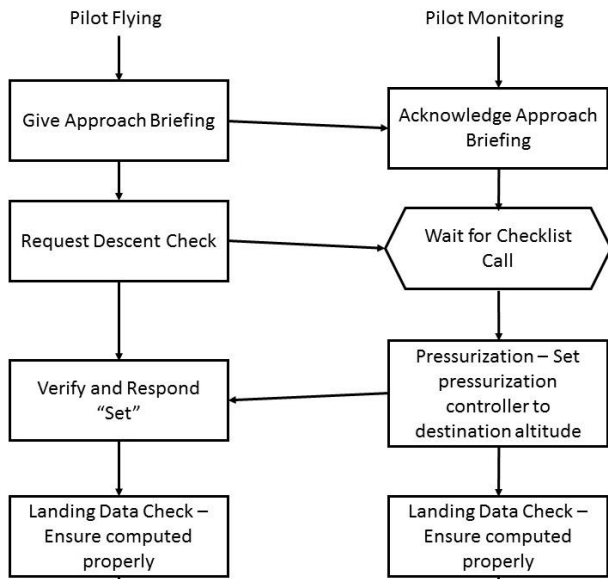 Pilot Flying
Pilot Monitoring
Give Approach Briefing
Acknowledge Approach
Briefing
Request Descent Check
Wait for Checklist
Call
Verify and Respond
“Set”
Pressurization – Set
pressurization
controller to
destination altitude
Landing Data Check –
Ensure computed
properly
Landing Data Check –
Ensure computed
properly